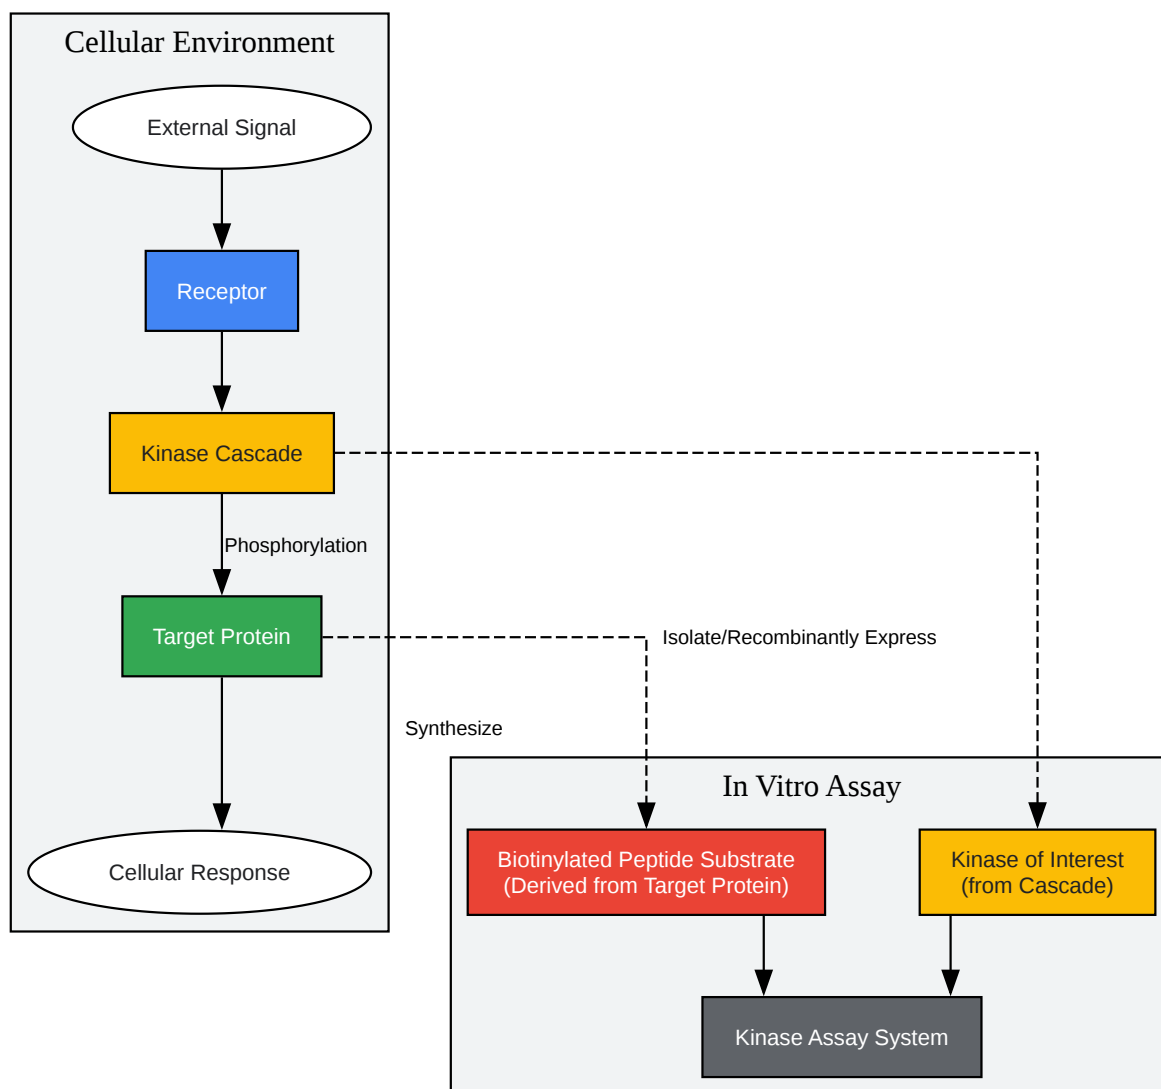 Cellular Environment
External Signal
Receptor
Kinase Cascade
Phosphorylation
Target Protein
Isolate/Recombinantly Express
Synthesize
Cellular Response
In Vitro Assay
Biotinylated Peptide Substrate
(Derived from Target Protein)
Kinase of Interest
(from Cascade)
Kinase Assay System